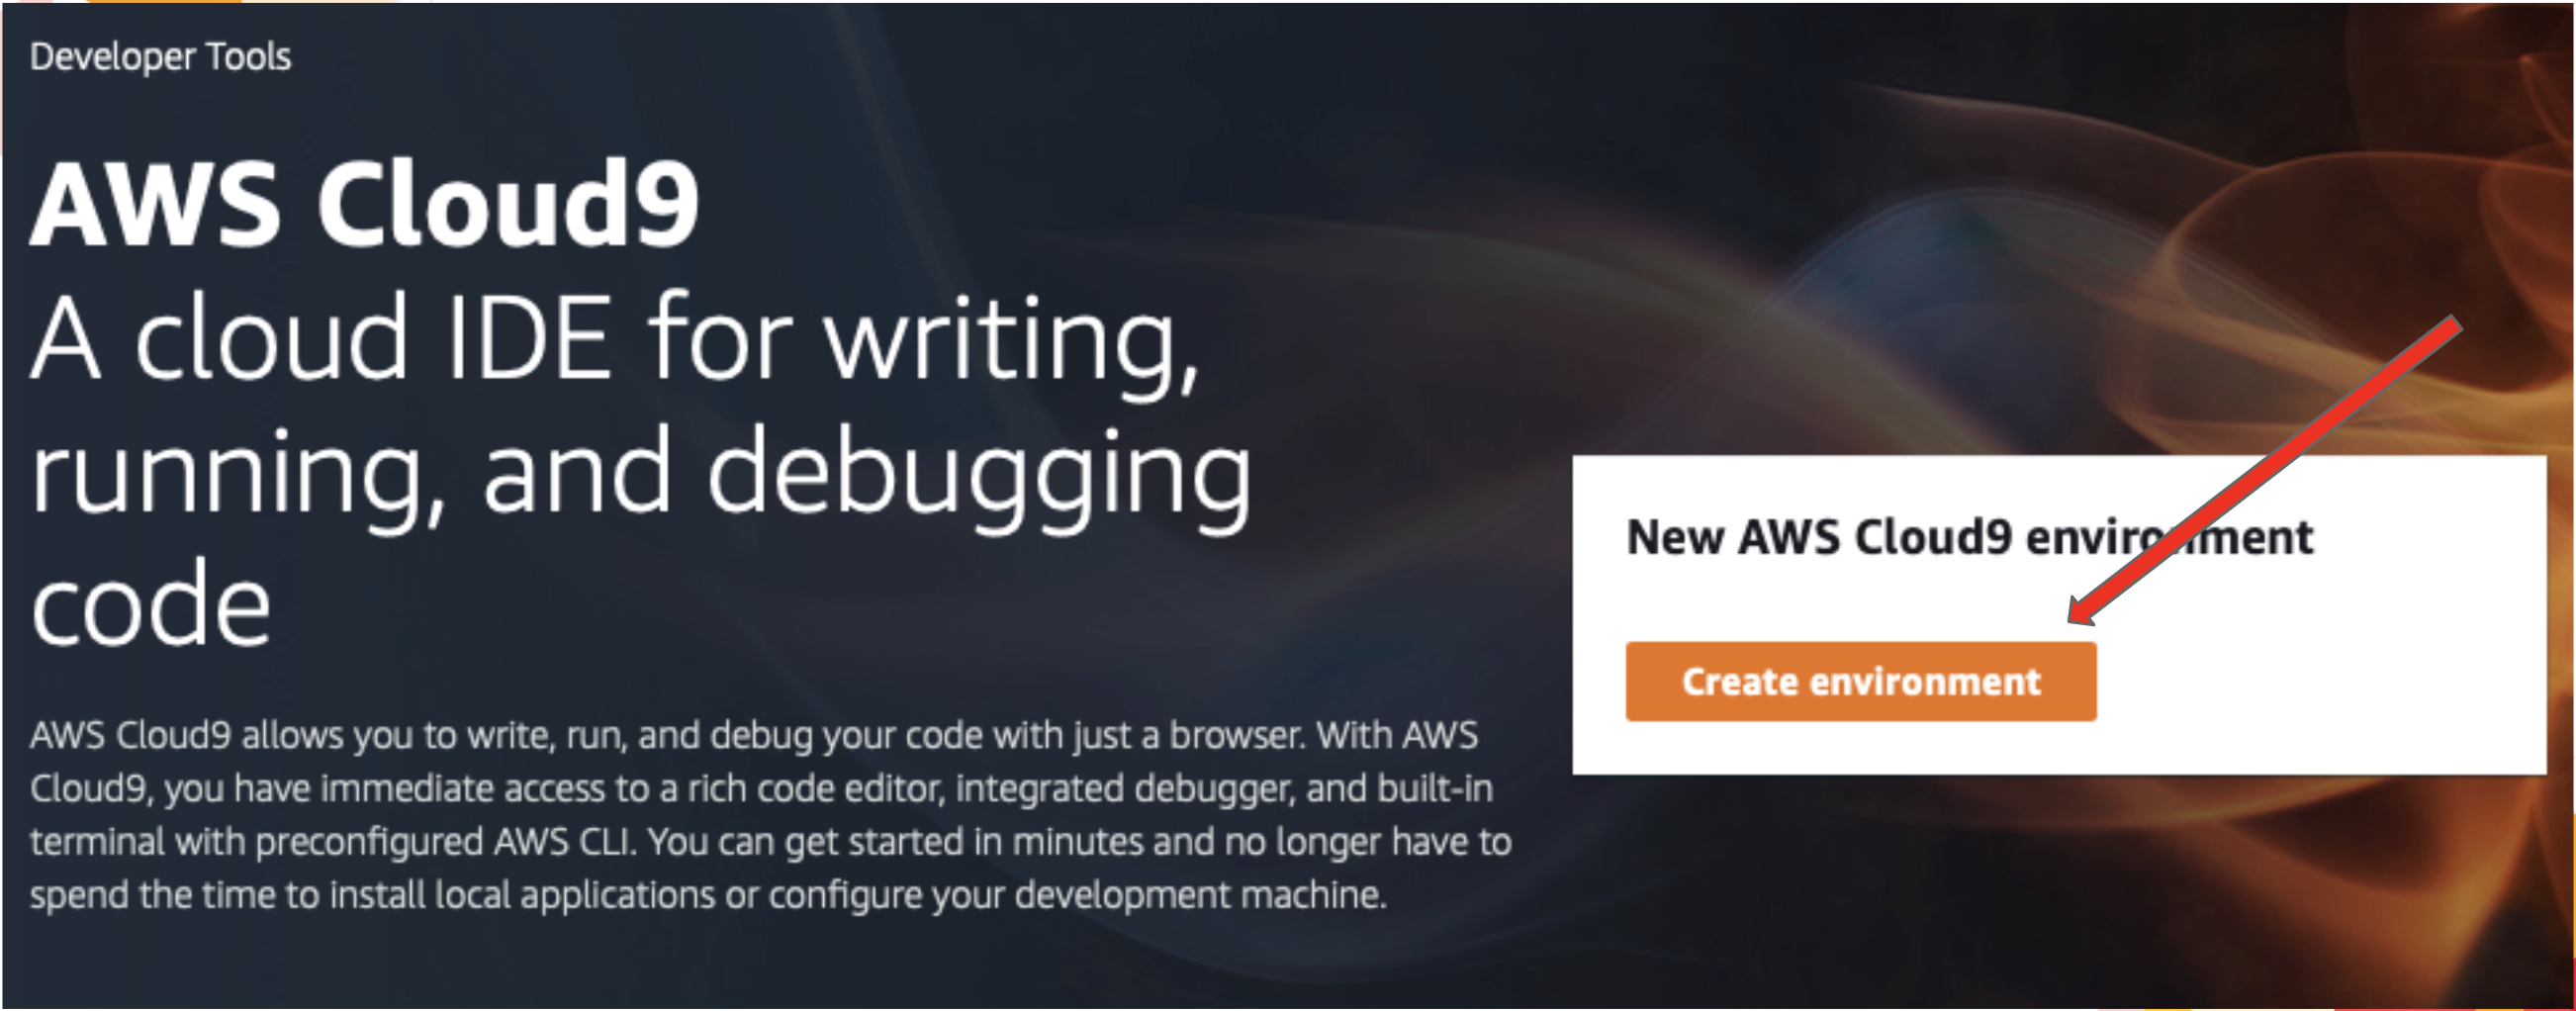 Developer Tools
AWS Cloud9
A cloud IDE for writing,
running, and debugging
code
AWS Cloud9 allows you to write, run, and debug your code with just a browser. With AWS
Cloud9, you have immediate access to a rich code editor, integrated debugger, and built-in
terminal with preconfigured AWS CLI. You can get started in minutes and no longer have to
spend the time to install local applications or configure your development machine.
New AWS Cloud9 environment
Create environment